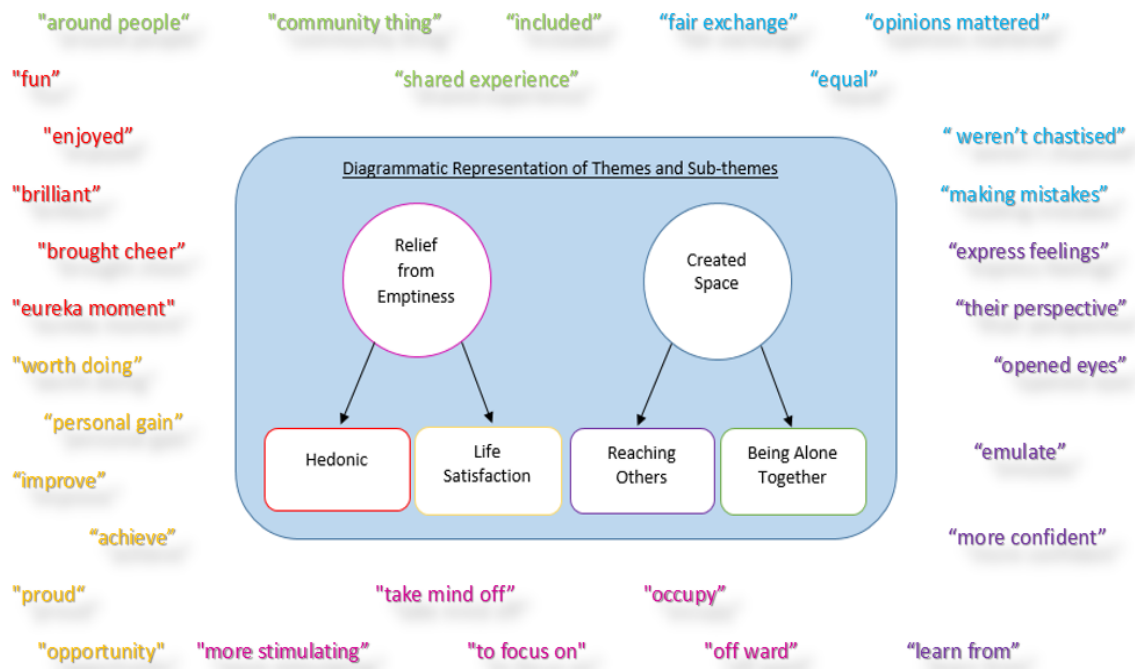 "around people“ "community thing” “included” “fair exchange” “opinions mattered”
"fun” “shared experience” “equal”
"enjoyed” “ weren’t chastised”
Diagrammatic Representation of Themes and Sub-themes
"brilliant” “making mistakes”
Relief
from
Emptiness
Created
Space
"brought cheer” “express feelings”
"eureka moment" “their perspective”
"worth doing” “opened eyes”
“personal gain”
Hedonic
Life
Satisfaction
Reaching
Others
Being Alone
Together
“emulate”
“improve”
“achieve” “more confident”
"proud“ "take mind off” "occupy”
"opportunity" "more stimulating” "to focus on" "off ward” “learn from”